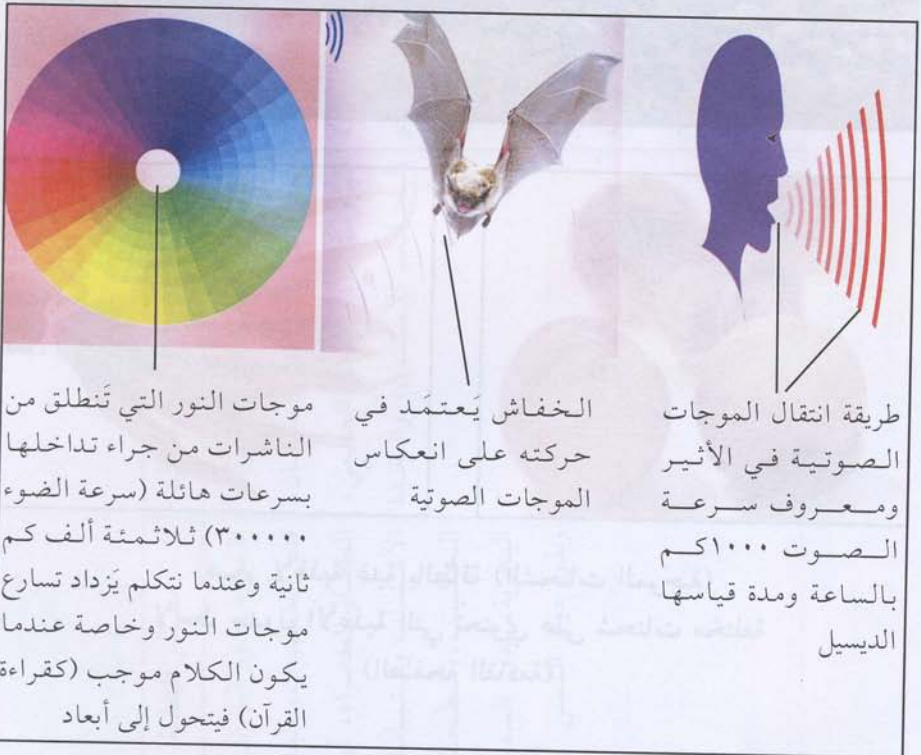 طريقة انتقال الموجات
الصوتية في الأثير
ومعروف سرعة
الصوت ١٠٠٠كم
بالساعة ومدة قياسها
الديسيل
الخفاش يَعتمَد في
حركته على انعكاس
الموجات الصوتية
موجات النور التي تَنطلق من
الناشرات من جراء تداخلها
بسرعات هائلة (سرعة الضوء
٣٠٠٠٠٠) ثلاثمئة ألف كم
ثانية وعندما نتكلم يَزداد تسارع
موجات النور وخاصة عندما
يكون الكلام موجب (كقراءة
القرآن) فيتحول إلى أبعاد